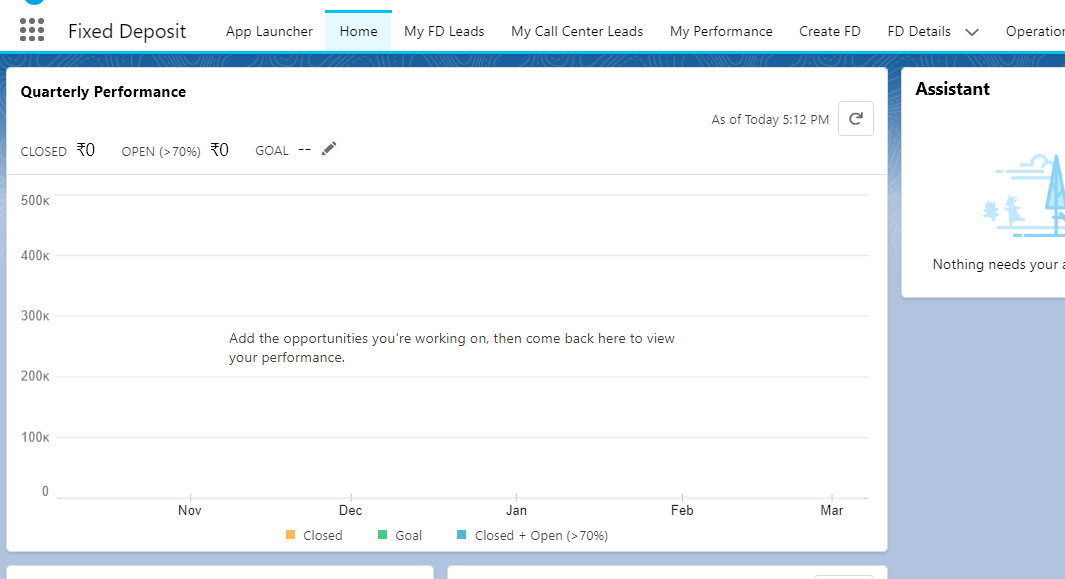 Fixed Deposit App Launcher Home My FD Leads My Call Center Leads My Performance Create FD FD Details
Quarterly Performance
As of Today 5:12 PM
CLOSED ₹0 OPEN (>70%) ₹0 GOAL --
500K
400K
300K
200K
100K
0
Add the opportunities you're working on, then come back here to view
your performance.
Nov Dec Jan Feb Mar
Closed Goal Closed + Open (>70%)
Assistant
Nothing needs your